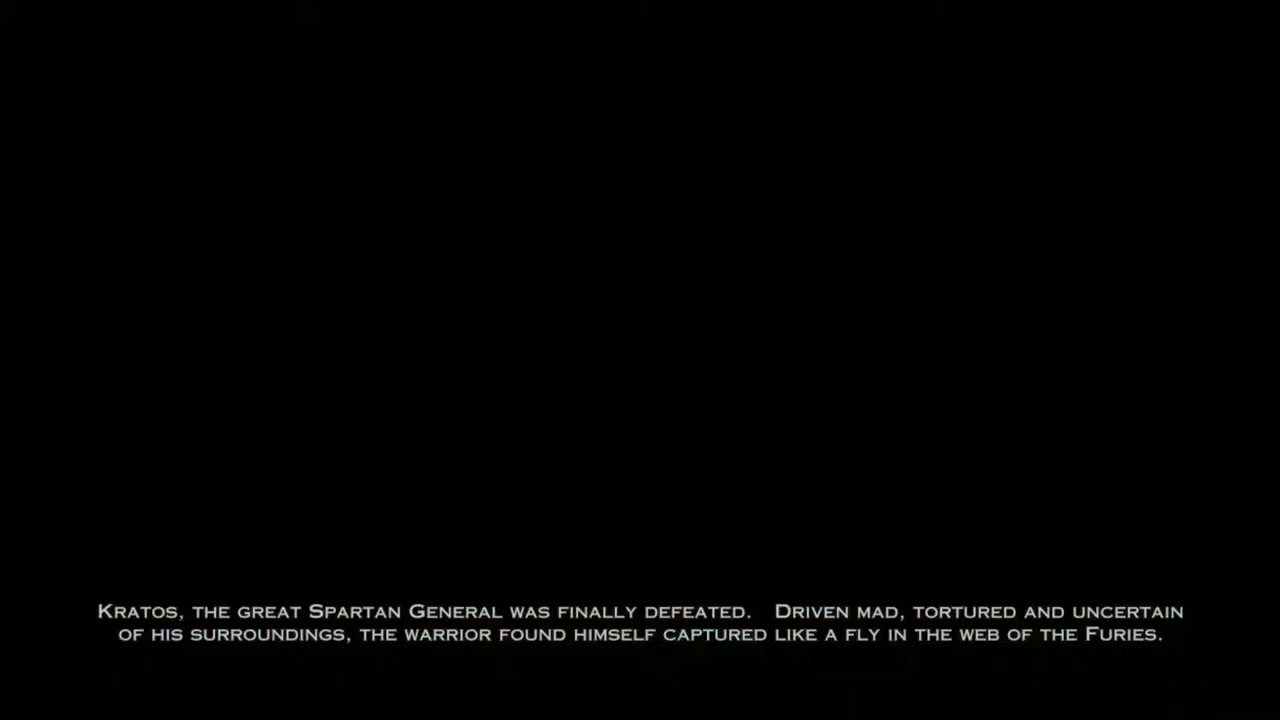 Kratos, the great Spartan General was finally defeated. Driven mad, tortured and uncertain
of his surroundings, the warrior found himself captured like a fly in the web of the Furies.